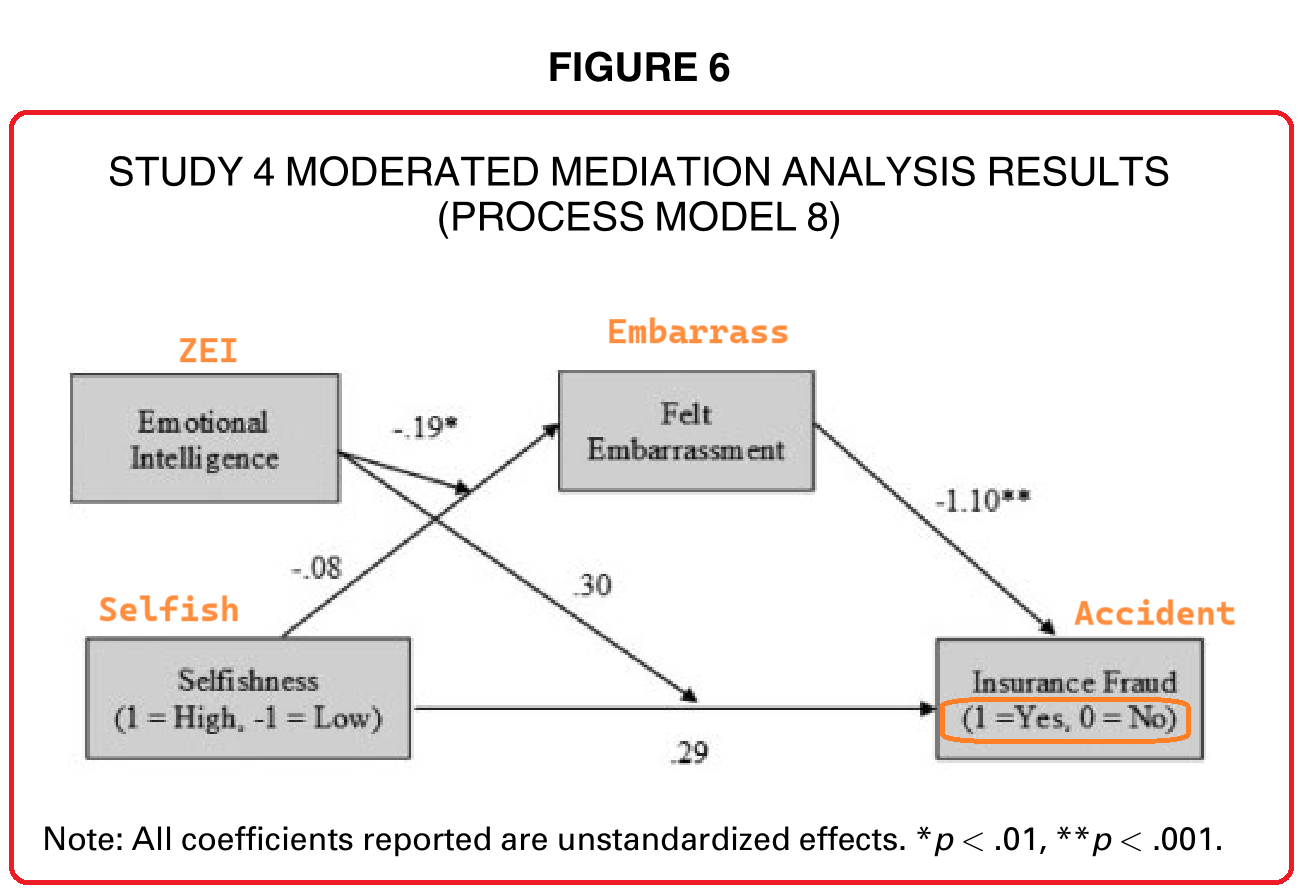 FIGURE 6
STUDY 4 MODERATED MEDIATION ANALYSIS RESULTS
(PROCESS MODEL 8)
ZEI
Embarrass
Emotional
Intelligence
-.19*
Felt
Embarrassment
-1.10**
-.08
.30
Selfish
Accident
Selfishness
(1 = High, -1 = Low)
Insurance Fraud
(1 =Yes, 0 = No)
.29
Note: All coefficients reported are unstandardized effects. *p < .01, **p < .001.